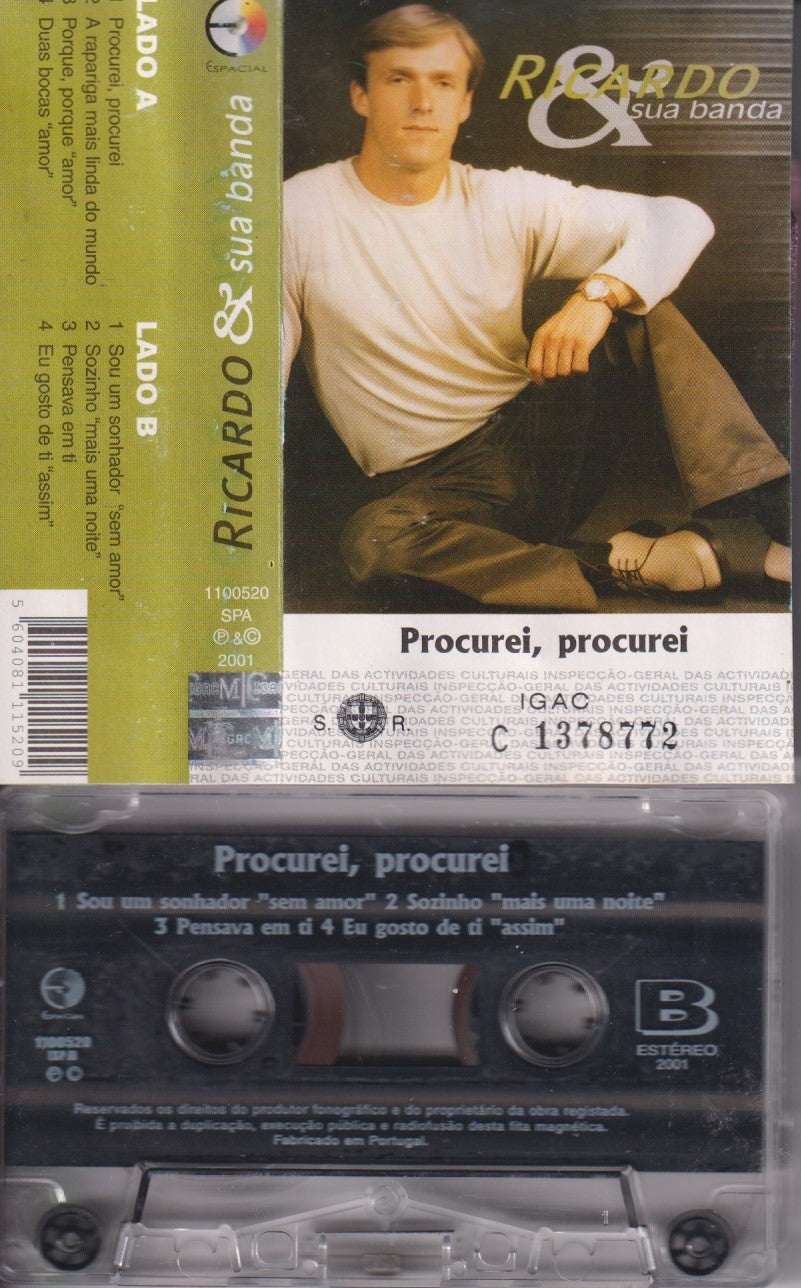 LADO A
1 Procurei, procurei
2 A rapariga mais linda do mundo
3 Porque, porque "amor"
4 Duas bocas "amor"
LADO B
1 Sou um sonhador "sem amor"
2 Sozinho "mais uma noite"
3 Pensava em ti
4 Eu gosto de ti "assim"
5 604081 115209
ESPACIAL
RICARDO & sua banda
1100520
SPA
℗ & ©
2001
RICARDO
& sua banda
Procurei, procurei
INSPECÇÃO-GERAL DAS ACTIVIDADES CULTURAIS
IGAC
S. R.
C 1378772
Procurei, procurei
1 Sou um sonhador "sem amor" 2 Sozinho "mais uma noite"
3 Pensava em ti 4 Eu gosto de ti "assim"
ESPACIAL
1100520
SPA
℗ ©
B
ESTÉREO
2001
Reservados os direitos do produtor fonográfico e do proprietário da obra registada.
É proibida a duplicação, execução pública e radiofusão desta fita magnética.
Fabricado em Portugal.